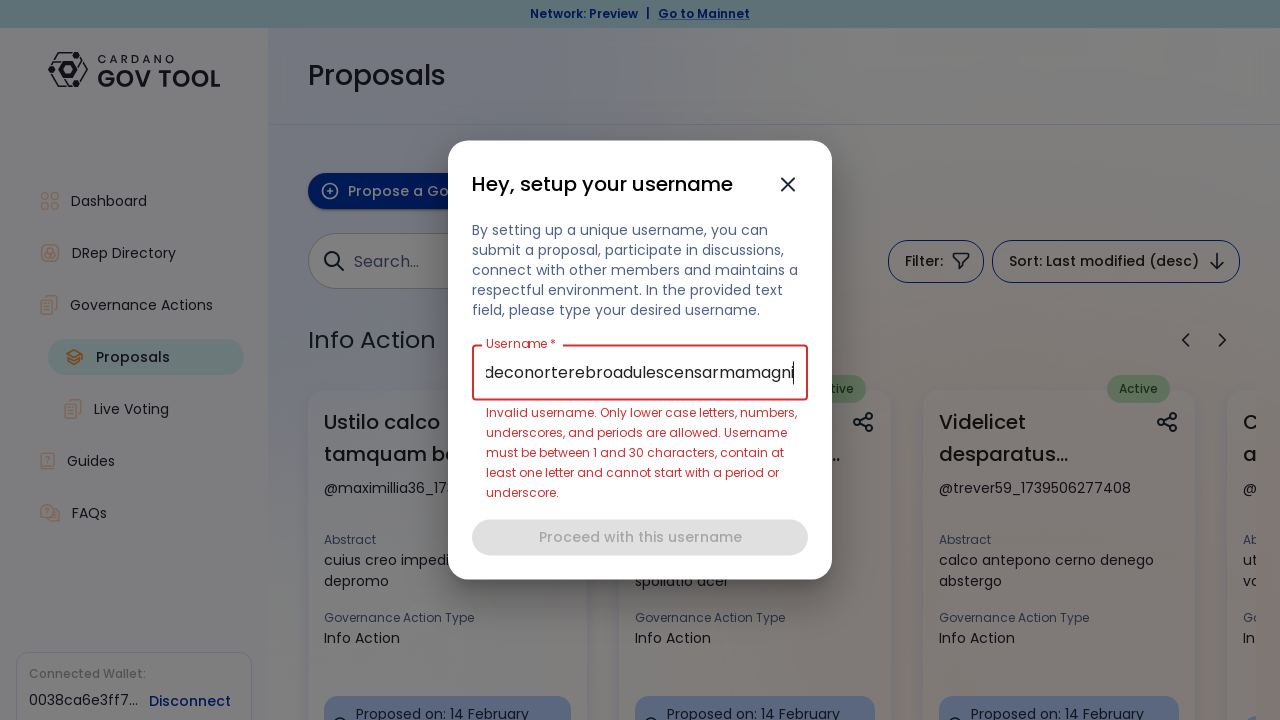 Network: Preview | Go to Mainnet
CARDANO
GOV TOOL
Dashboard
DRep Directory
Governance Actions
Proposals
Live Voting
Guides
FAQs
Connected Wallet:
0038ca6e3ff7... Disconnect
Proposals
Propose a Go
Search...
Filter:
Sort: Last modified (desc)
Info Action
Ustilo calco
tamquam
@maximillia36_17
Abstract
cuius creo impedi
depromo
Governance Action Type
Info Action
Proposed on: 14 February
Hey, setup your username
By setting up a unique username, you can
submit a proposal, participate in discussions,
connect with other members and maintains a
respectful environment. In the provided text
field, please type your desired username.
Username *
deconorterebroadulescensarmamagni
Invalid username. Only lower case letters, numbers,
underscores, and periods are allowed. Username
must be between 1 and 30 characters, contain at
least one letter and cannot start with a period or
underscore.
Proceed with this username
spoliatio acer
Governance Action Type
Info Action
Proposed on: 14 February
Active
Videlicet
desparatus...
@trever59_1739506277408
Abstract
calco antepono cerno denego
abstergo
Governance Action Type
Info Action
Proposed on: 14 February